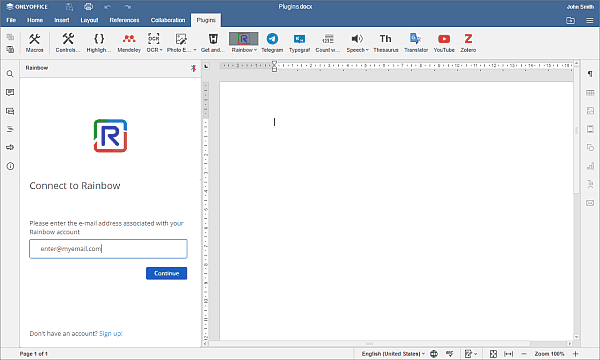 ONLYOFFICE
Plugins.docx
John Smith
File Home Insert Layout References Collaboration Plugins
Macros Controls... Highligh... Mendeley OCR Photo E... Get and... Rainbow Telegram Typograf Count w... Speech Thesaurus Translator YouTube Zotero
Rainbow
R
Connect to Rainbow
Please enter the e-mail address associated with your
Rainbow account
enter@myemail.com
Continue
Don't have an account? Sign up!
Page 1 of 1
English (United States)
Zoom 100%